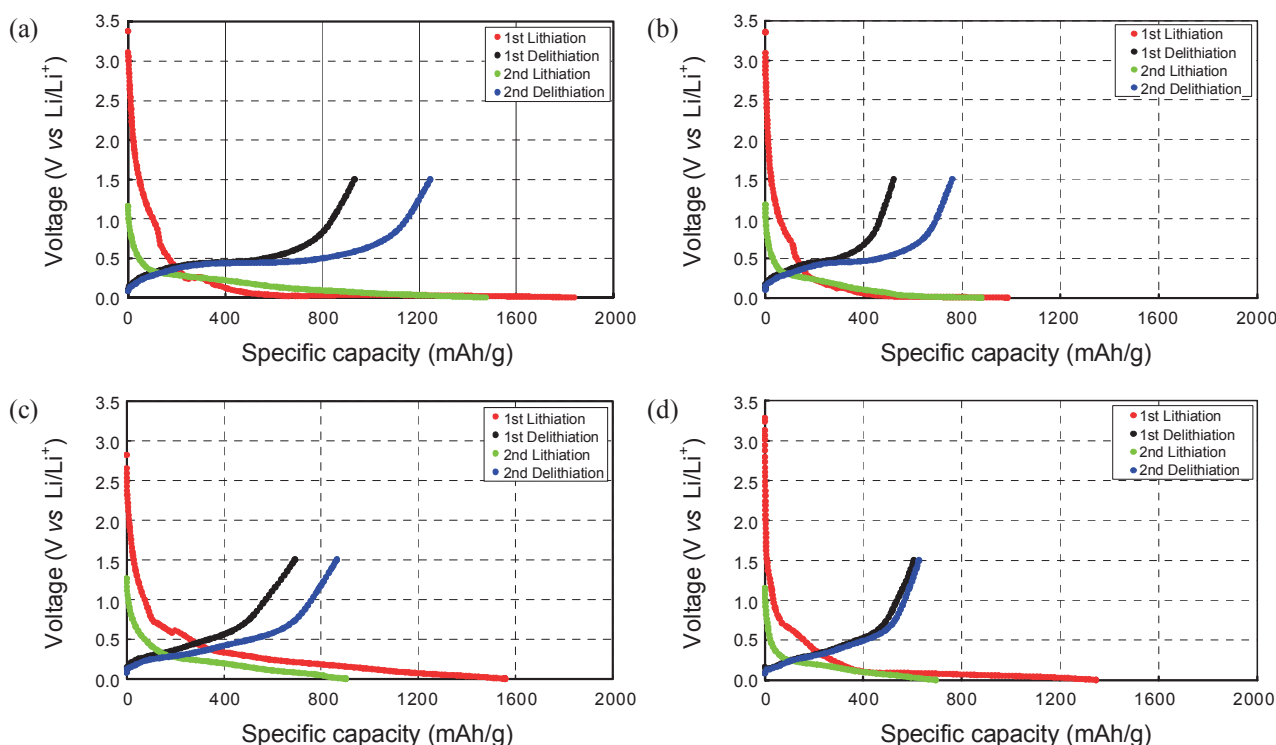 (a)
Voltage (V vs Li/Li⁺)
3.5
3.0
2.5
2.0
1.5
1.0
0.5
0.0
1st Lithiation
1st Delithiation
2nd Lithiation
2nd Delithiation
0 400 800 1200 1600 2000
Specific capacity (mAh/g)
(b)
Voltage (V vs Li/Li⁺)
3.5
3.0
2.5
2.0
1.5
1.0
0.5
0.0
1st Lithiation
1st Delithiation
2nd Lithiation
2nd Delithiation
0 400 800 1200 1600 2000
Specific capacity (mAh/g)
(c)
Voltage (V vs Li/Li⁺)
3.5
3.0
2.5
2.0
1.5
1.0
0.5
0.0
1st Lithiation
1st Delithiation
2nd Lithiation
2nd Delithiation
0 400 800 1200 1600 2000
Specific capacity (mAh/g)
(d)
Voltage (V vs Li/Li⁺)
3.5
3.0
2.5
2.0
1.5
1.0
0.5
0.0
1st Lithiation
1st Delithiation
2nd Lithiation
2nd Delithiation
0 400 800 1200 1600 2000
Specific capacity (mAh/g)